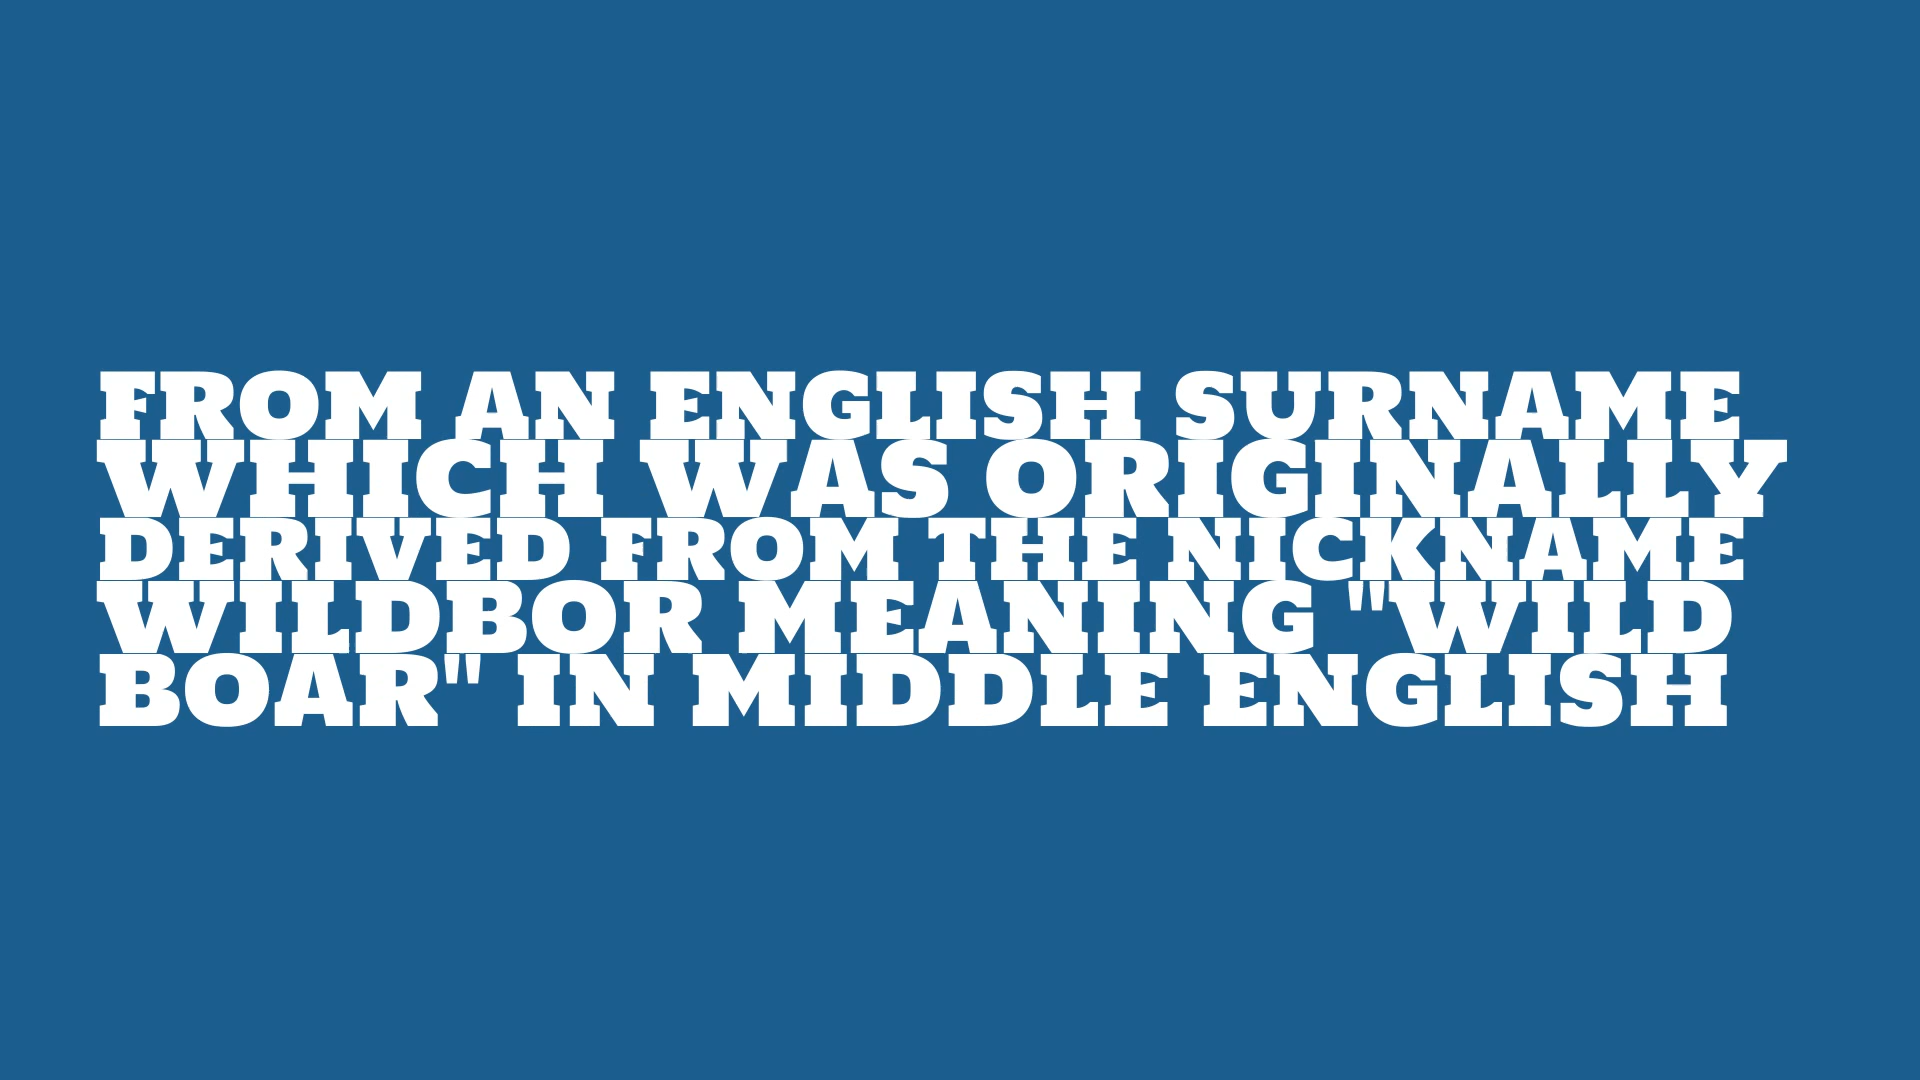 FROM AN ENGLISH SURNAME
WHICH WAS ORIGINALLY
DERIVED FROM THE NICKNAME
WILDBOR MEANING "WILD
BOAR" IN MIDDLE ENGLISH